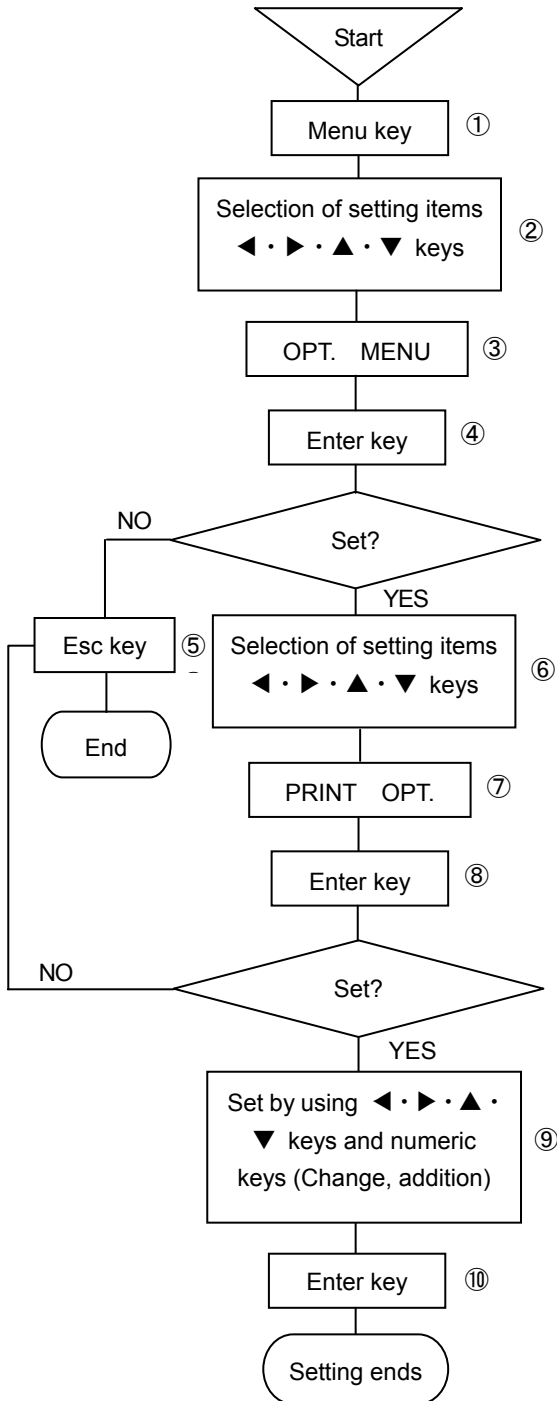 Start
Menu key ①
Selection of setting items
◀・▶・▲・▼ keys
②
OPT. MENU ③
Enter key ④
NO
Set?
YES
Esc key ⑤
End
Selection of setting items
◀・▶・▲・▼ keys
⑥
PRINT OPT. ⑦
Enter key ⑧
NO
Set?
YES
Set by using ◀・▶・▲・
▼ keys and numeric
keys (Change, addition)
⑨
Enter key ⑩
Setting ends